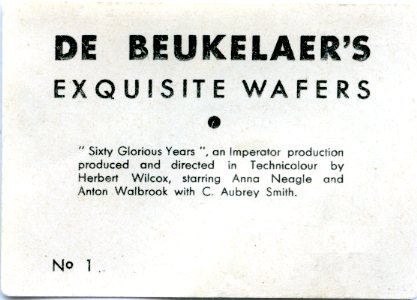 DE BEUKELAER'S
EXQUISITE WAFERS
" Sixty Glorious Years ", an Imperator production
produced and directed in Technicolour by
Herbert Wilcox, starring Anna Neagle and
Anton Walbrook with C. Aubrey Smith.
No 1